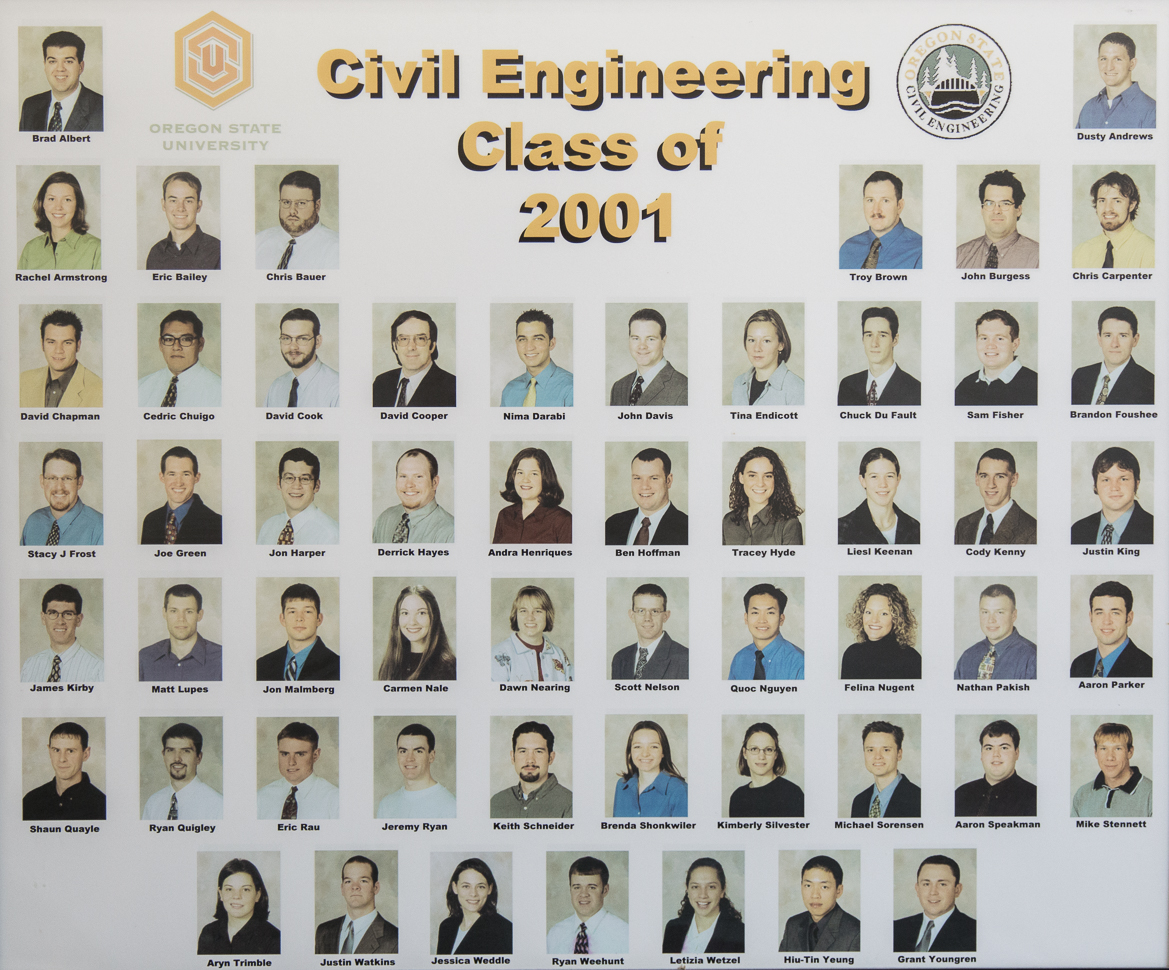 Civil Engineering
Class of
2001
OSU
OREGON STATE
UNIVERSITY
OREGON STATE
CIVIL ENGINEERING
Brad Albert
Dusty Andrews
Rachel Armstrong
Eric Bailey
Chris Bauer
Troy Brown
John Burgess
Chris Carpenter
David Chapman
Cedric Chuigo
David Cook
David Cooper
Nima Darabi
John Davis
Tina Endicott
Chuck Du Fault
Sam Fisher
Brandon Foushee
Stacy J Frost
Joe Green
Jon Harper
Derrick Hayes
Andra Henriques
Ben Hoffman
Tracey Hyde
Liesl Keenan
Cody Kenny
Justin King
James Kirby
Matt Lupes
Jon Malmberg
Carmen Nale
Dawn Nearing
Scott Nelson
Quoc Nguyen
Felina Nugent
Nathan Pakish
Aaron Parker
Shaun Quayle
Ryan Quigley
Eric Rau
Jeremy Ryan
Keith Schneider
Brenda Shonkwiler
Kimberly Silvester
Michael Sorensen
Aaron Speakman
Mike Stennett
Aryn Trimble
Justin Watkins
Jessica Weddle
Ryan Weehunt
Letizia Wetzel
Hiu-Tin Yeung
Grant Youngren